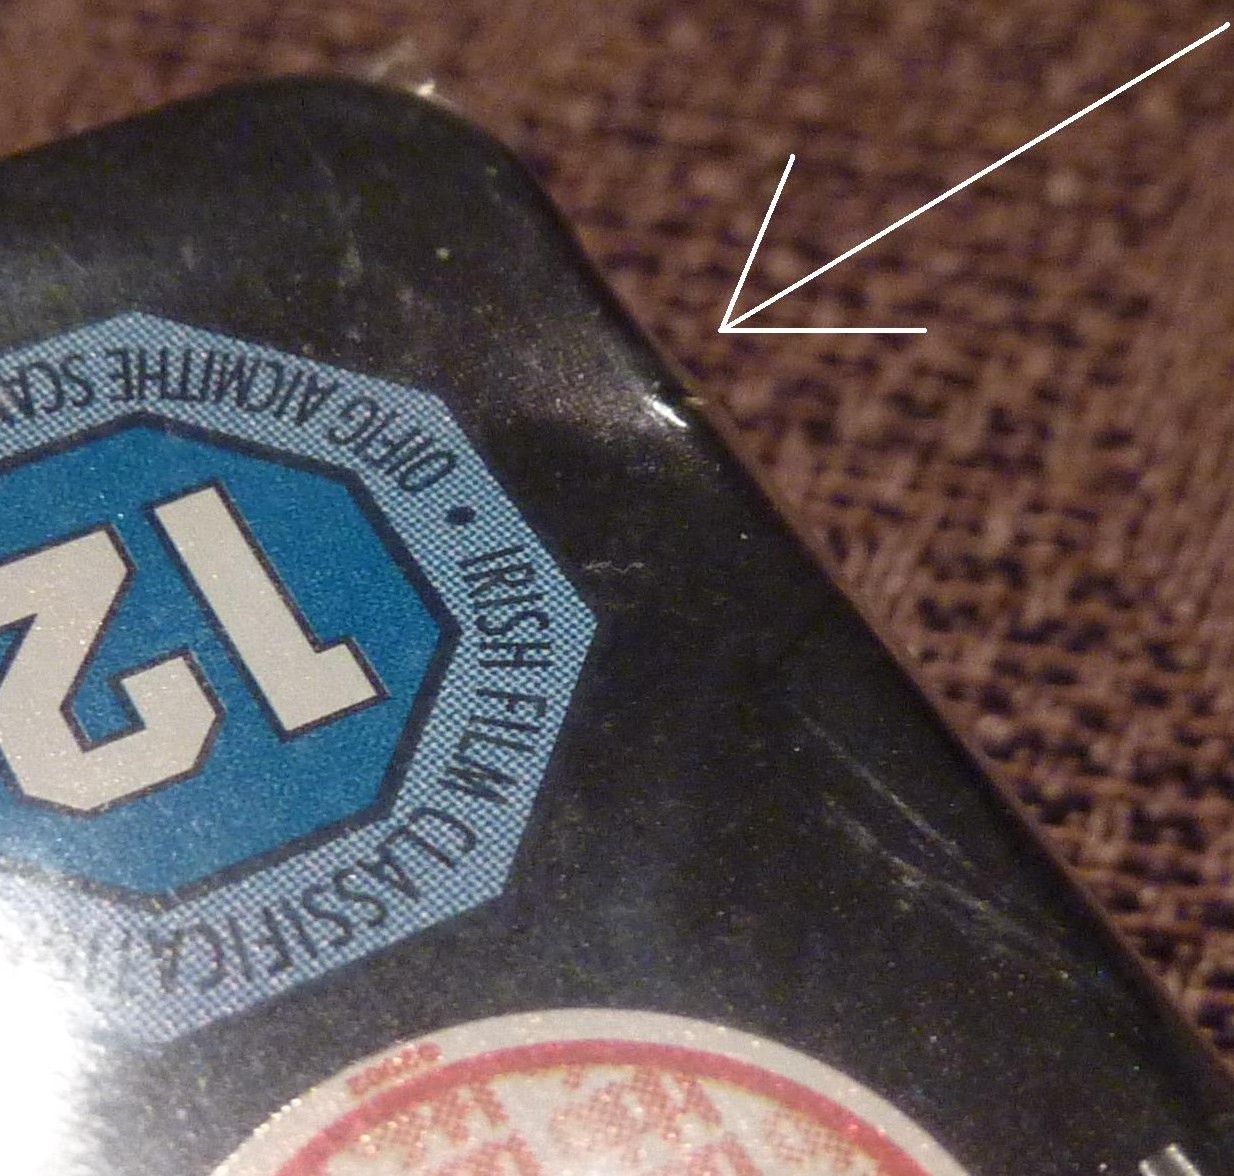 12
OIFIG AICMITHE SCA
• IRISH FILM CLASSIFICA